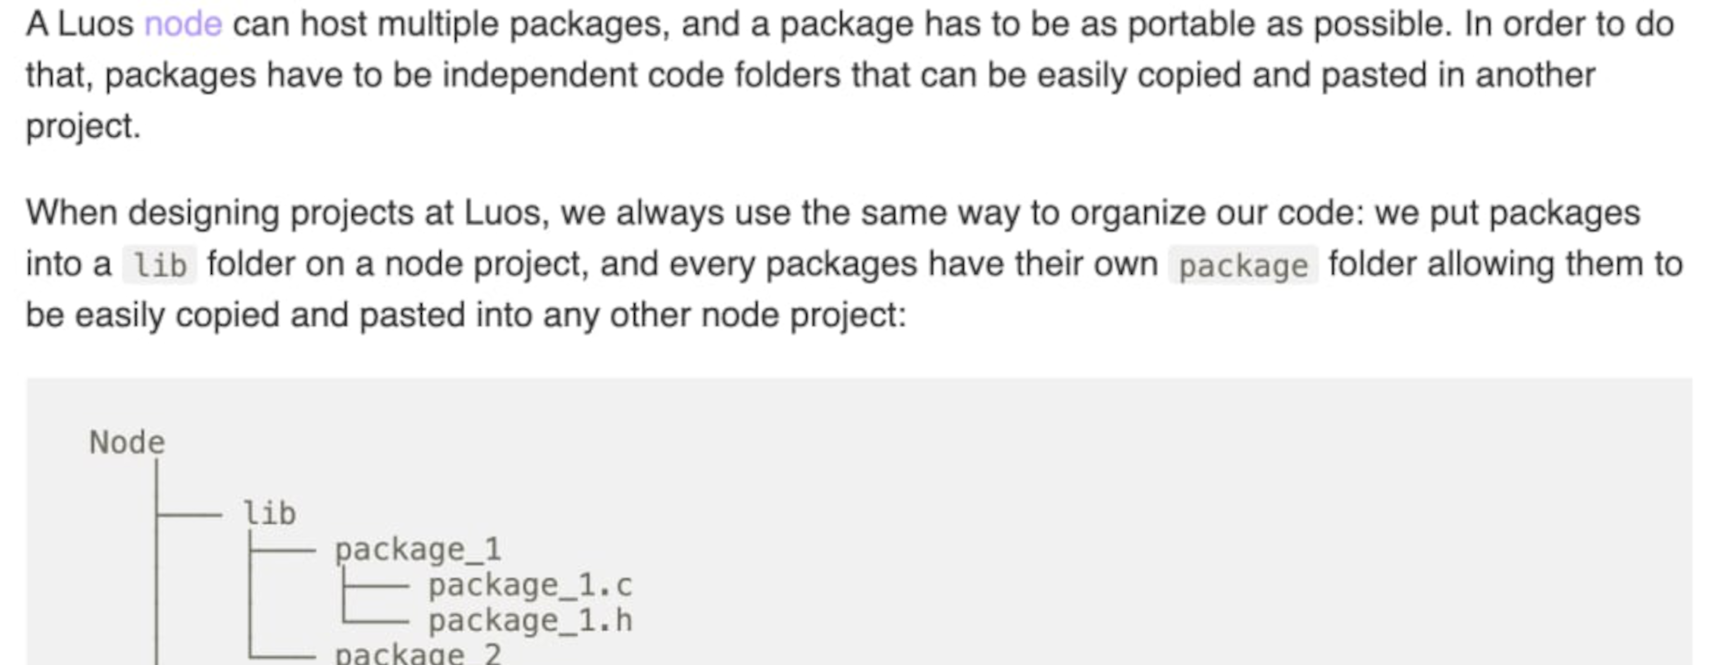 A Luos node can host multiple packages, and a package has to be as portable as possible. In order to do
that, packages have to be independent code folders that can be easily copied and pasted in another
project.
When designing projects at Luos, we always use the same way to organize our code: we put packages
into a lib folder on a node project, and every packages have their own package folder allowing them to
be easily copied and pasted into any other node project:
Node
lib
package_1
package_1.c
package_1.h
package_2